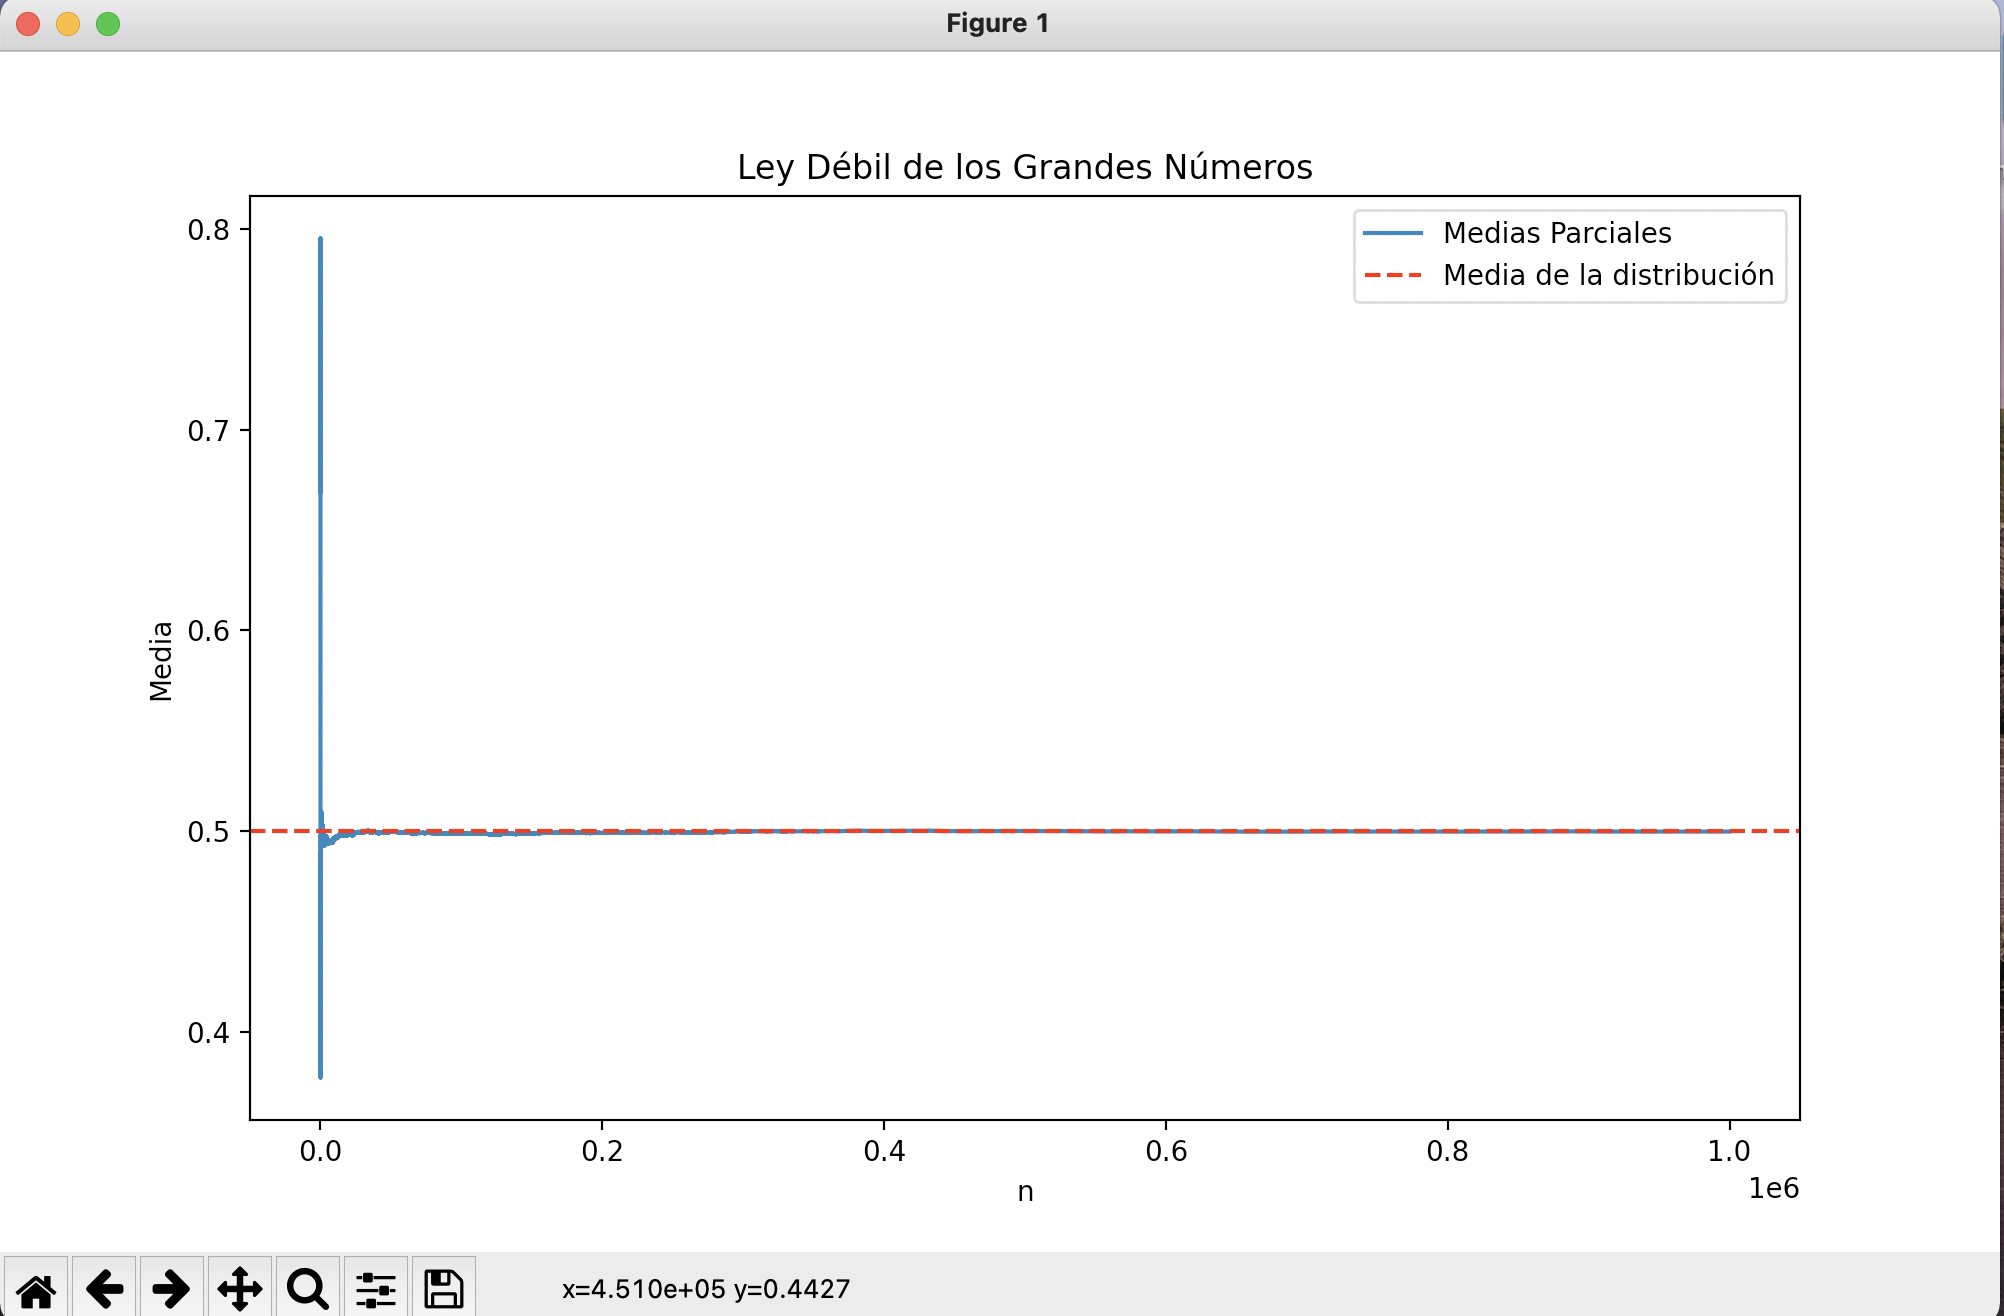 Figure 1
Ley Débil de los Grandes Números
Medias Parciales
Media de la distribución
Media
0.8
0.7
0.6
0.5
0.4
0.0 0.2 0.4 0.6 0.8 1.0
1e6
n
x=4.510e+05 y=0.4427